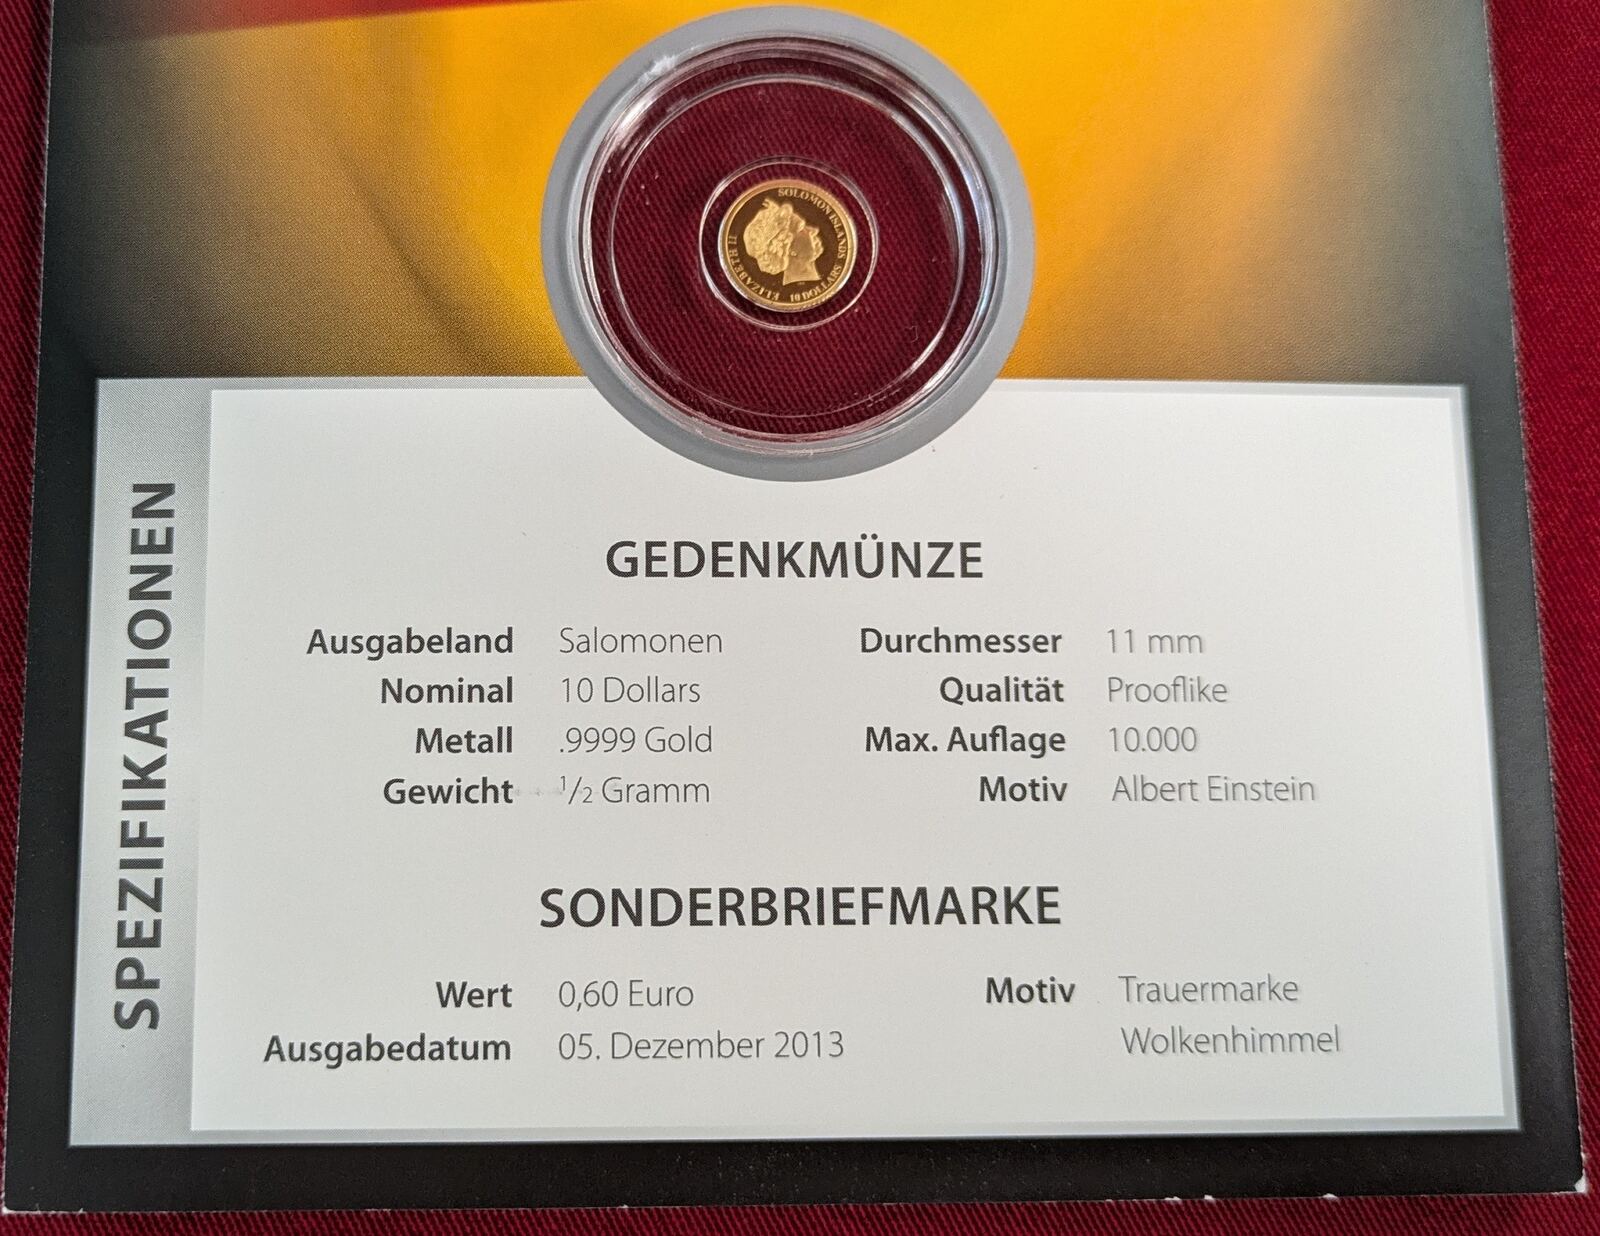 SOLOMON ISLANDS
ELIZABETH II
10 DOLLARS
SPEZIFIKATIONEN
GEDENKMÜNZE
Ausgabeland Salomonen
Nominal 10 Dollars
Metall .9999 Gold
Gewicht 1/2 Gramm
Durchmesser 11 mm
Qualität Prooflike
Max. Auflage 10.000
Motiv Albert Einstein
SONDERBRIEFMARKE
Wert 0,60 Euro
Ausgabedatum 05. Dezember 2013
Motiv Trauermarke
Wolkenhimmel